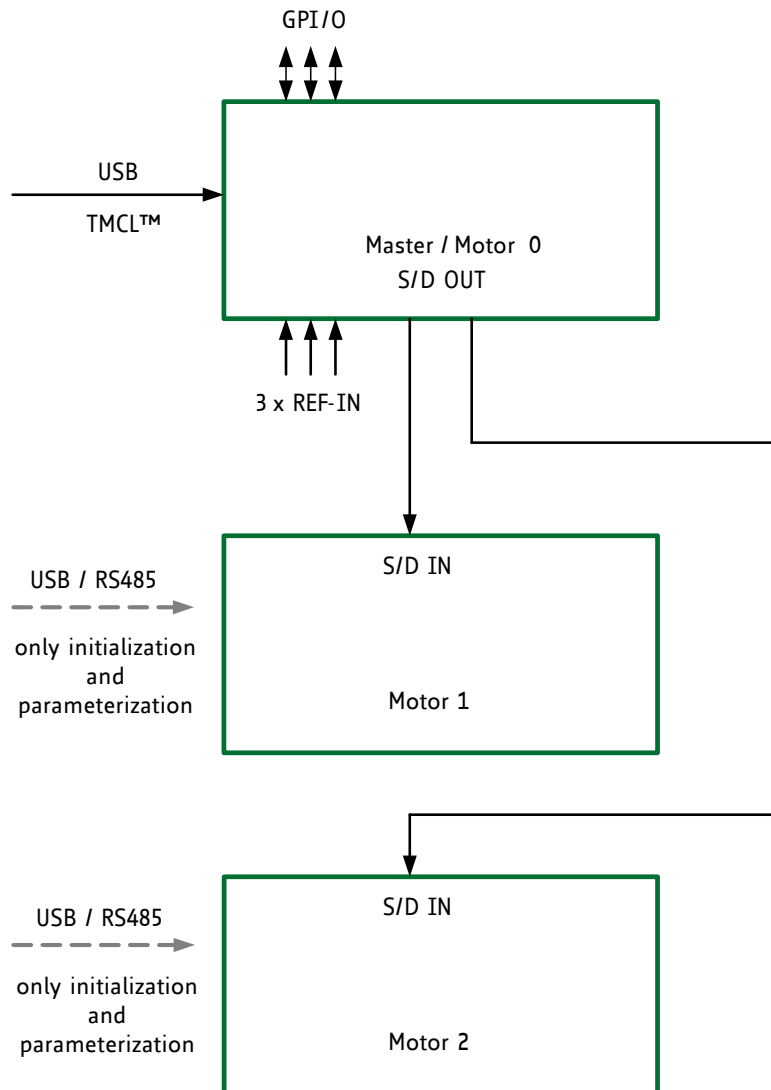 GPI/O
USB
TMCL™
Master / Motor 0
S/D OUT
3 x REF-IN
S/D IN
USB / RS485
only initialization
and
parameterization
Motor 1
S/D IN
USB / RS485
only initialization
and
parameterization
Motor 2